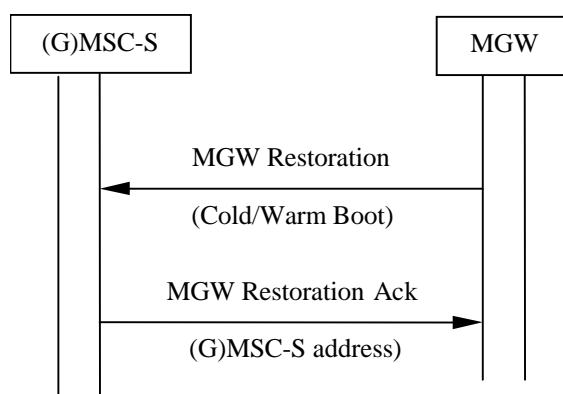 (G)MSC-S
MGW
MGW Restoration
(Cold/Warm Boot)
MGW Restoration Ack
(G)MSC-S address)